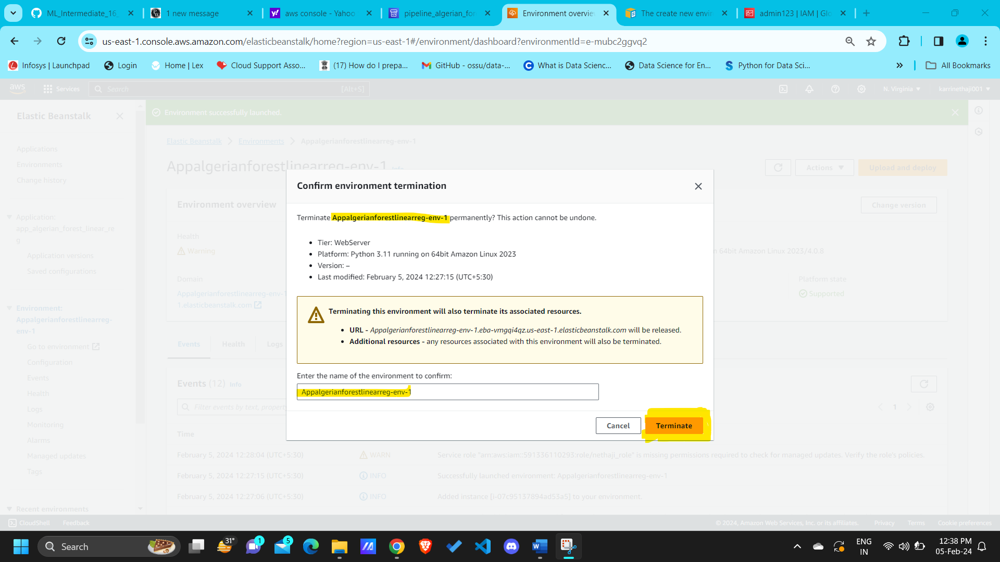 ML_Intermediate_16_
1 new message
aws console - Yahoo
pipeline_algerian_for
Environment overview
The create new envir
admin123 | IAM | Glo
us-east-1.console.aws.amazon.com/elasticbeanstalk/home?region=us-east-1#/environment/dashboard?environmentId=e-mubc2ggvq2
Infosys | Launchpad
Login
Home | Lex
Cloud Support Asso...
(17) How do I prepa...
GitHub - ossu/data-...
What is Data Scienc...
Data Science for En...
Python for Data Sci...
All Bookmarks
aws
Services
Search
[Alt+S]
N. Virginia
karrinethaji001
Elastic Beanstalk
Applications
Environments
Change history
Application:
app_algerian_forest_linear_re
g
Application versions
Saved configurations
Environment:
Appalgerianforestlinearreg-
env-1
Go to environment
Configuration
Events
Health
Logs
Monitoring
Alarms
Managed updates
Tags
Recent environments
Environment successfully launched.
Elastic Beanstalk
Environments
Appalgerianforestlinearreg-env-1
Appalgerianforestlinearreg-env-1 Info
Actions
Upload and deploy
Environment overview
Change version
Health
Warning
Domain
Appalgerianforestlinearreg-env-1
1.elasticbeanstalk.com
n 64bit Amazon Linux 2023/4.0.8
Platform state
Supported
Events
Health
Logs
Events (12) Info
Filter events by text, property
1
Time
February 5, 2024 12:28:04 (UTC+5:30)
WARN
Service role "arn:aws:iam::591336110293:role/nethaji_role" is missing permissions required to check for managed updates. Verify the role's policies.
February 5, 2024 12:27:15 (UTC+5:30)
INFO
Successfully launched environment: Appalgerianforestlinearreg-env-1
February 5, 2024 12:27:06 (UTC+5:30)
INFO
Added instance [i-07c95137894ad53a5] to your environment.
Confirm environment termination
Terminate Appalgerianforestlinearreg-env-1 permanently? This action cannot be undone.
• Tier: WebServer
• Platform: Python 3.11 running on 64bit Amazon Linux 2023
• Version: –
• Last modified: February 5, 2024 12:27:15 (UTC+5:30)
Terminating this environment will also terminate its associated resources.
• URL - Appalgerianforestlinearreg-env-1.eba-vmgqi4qz.us-east-1.elasticbeanstalk.com will be released.
• Additional resources - any resources associated with this environment will also be terminated.
Enter the name of the environment to confirm:
Appalgerianforestlinearreg-env-1
Cancel
Terminate
CloudShell
Feedback
© 2024, Amazon Web Services, Inc. or its affiliates.
Privacy
Terms
Cookie preferences
Search
31°
1
5
ENG
IN
12:38 PM
05-Feb-24